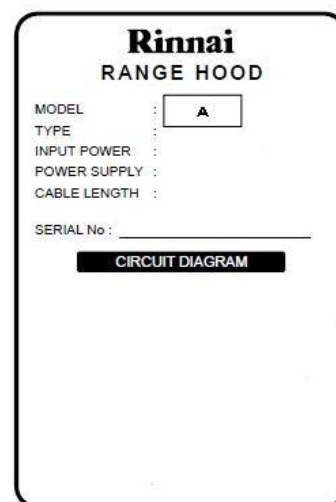 Rinnai
RANGE HOOD
MODEL : A
TYPE :
INPUT POWER :
POWER SUPPLY :
CABLE LENGTH :
SERIAL No :
CIRCUIT DIAGRAM